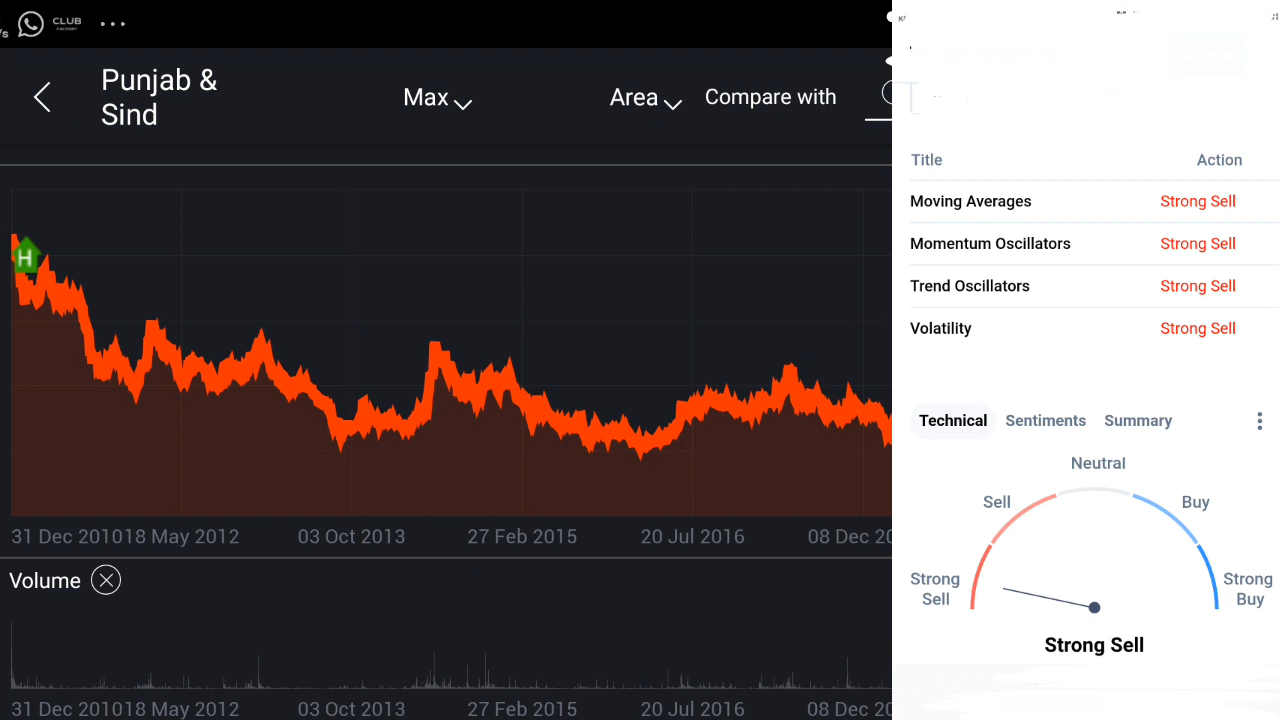 /s CLUB
FACTORY
Punjab &
Sind
Max
Area
Compare with
H
31 Dec 2010 18 May 2012 03 Oct 2013 27 Feb 2015 20 Jul 2016 08 Dec 20
Volume
31 Dec 2010 18 May 2012 03 Oct 2013 27 Feb 2015 20 Jul 2016 08 Dec 20
Title Action
Moving Averages Strong Sell
Momentum Oscillators Strong Sell
Trend Oscillators Strong Sell
Volatility Strong Sell
Technical Sentiments Summary
Neutral
Sell
Buy
Strong
Sell
Strong
Buy
Strong Sell